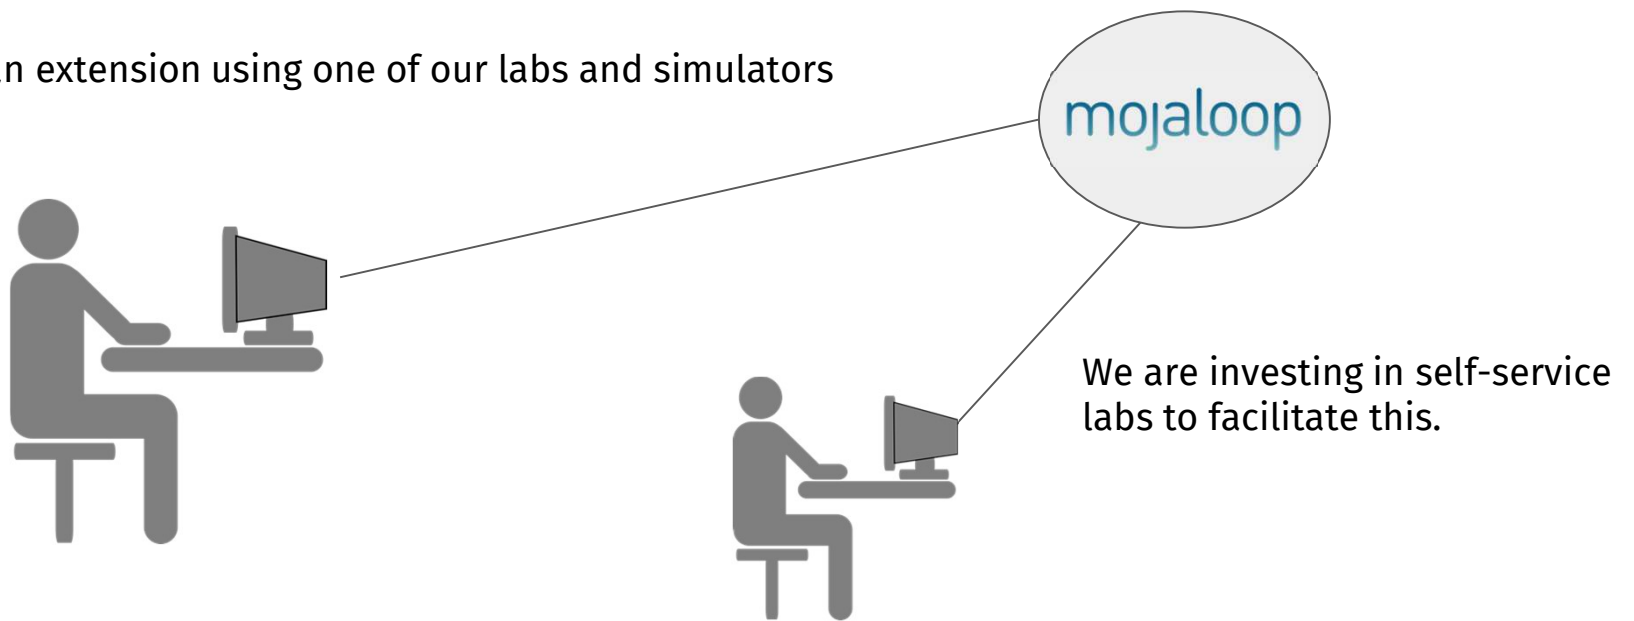 n extension using one of our labs and simulators
mojaloop
We are investing in self-service
labs to facilitate this.